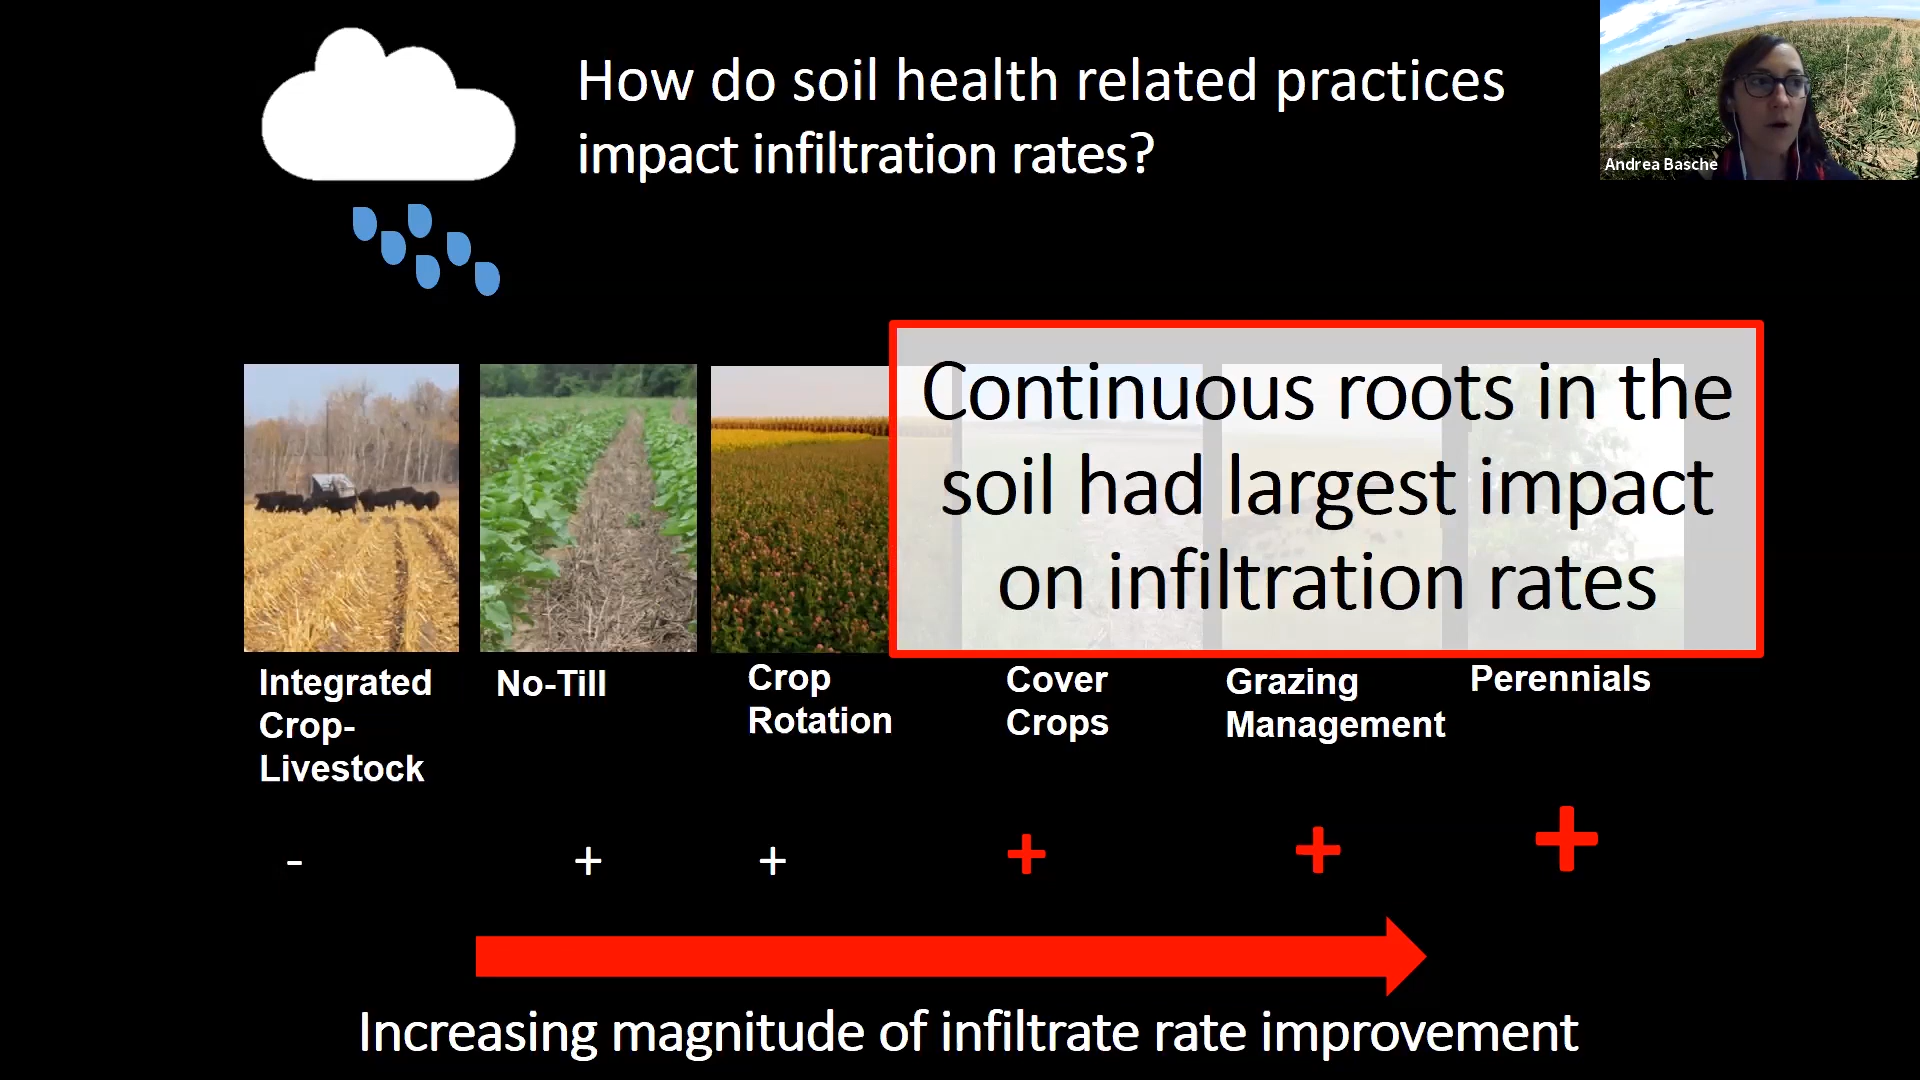 How do soil health related practices
impact infiltration rates?
Andrea Basche
Continuous roots in the
soil had largest impact
on infiltration rates
Integrated
Crop-
Livestock
No-Till
Crop
Rotation
Cover
Crops
Grazing
Management
Perennials
-
+
+
+
+
+
Increasing magnitude of infiltrate rate improvement